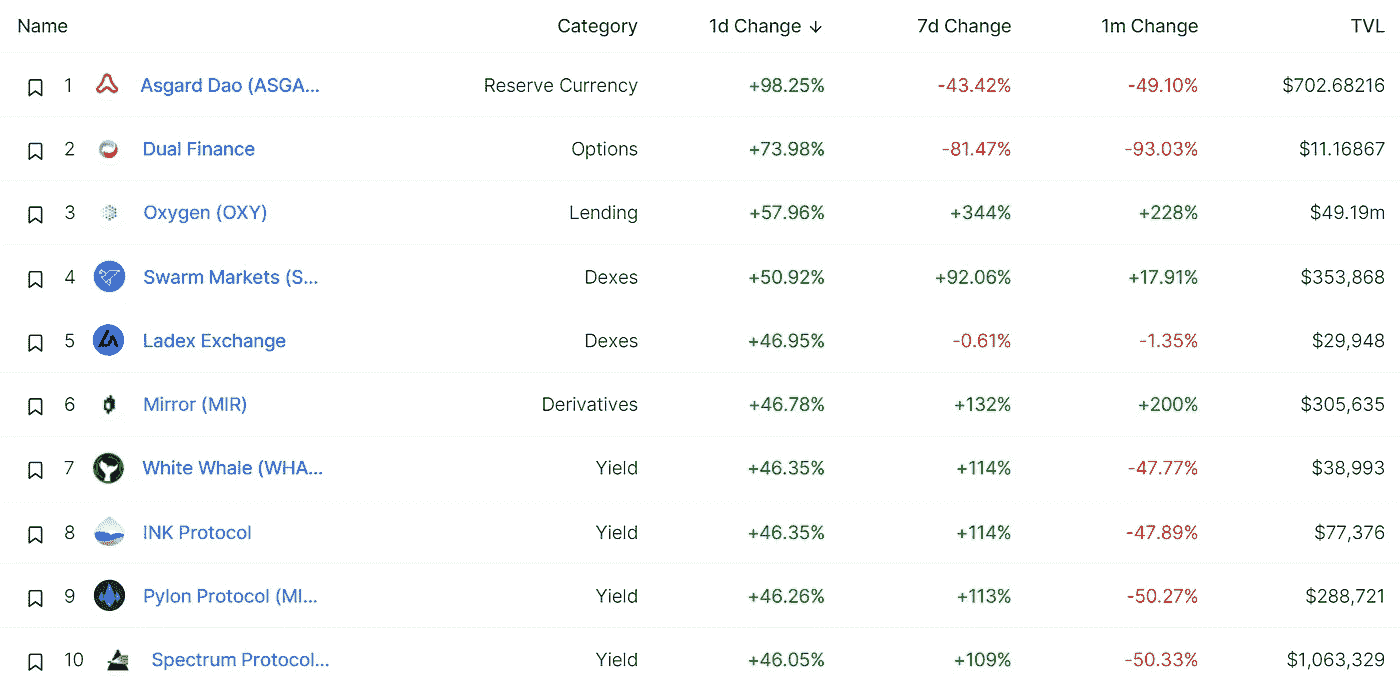 Name Category 1d Change ↓ 7d Change 1m Change TVL
1 Asgard Dao (ASGA... Reserve Currency +98.25% -43.42% -49.10% $702.68216
2 Dual Finance Options +73.98% -81.47% -93.03% $11.16867
3 Oxygen (OXY) Lending +57.96% +344% +228% $49.19m
4 Swarm Markets (S... Dexes +50.92% +92.06% +17.91% $353,868
5 Ladex Exchange Dexes +46.95% -0.61% -1.35% $29,948
6 Mirror (MIR) Derivatives +46.78% +132% +200% $305,635
7 White Whale (WHA... Yield +46.35% +114% -47.77% $38,993
8 INK Protocol Yield +46.35% +114% -47.89% $77,376
9 Pylon Protocol (MI... Yield +46.26% +113% -50.27% $288,721
10 Spectrum Protocol... Yield +46.05% +109% -50.33% $1,063,329